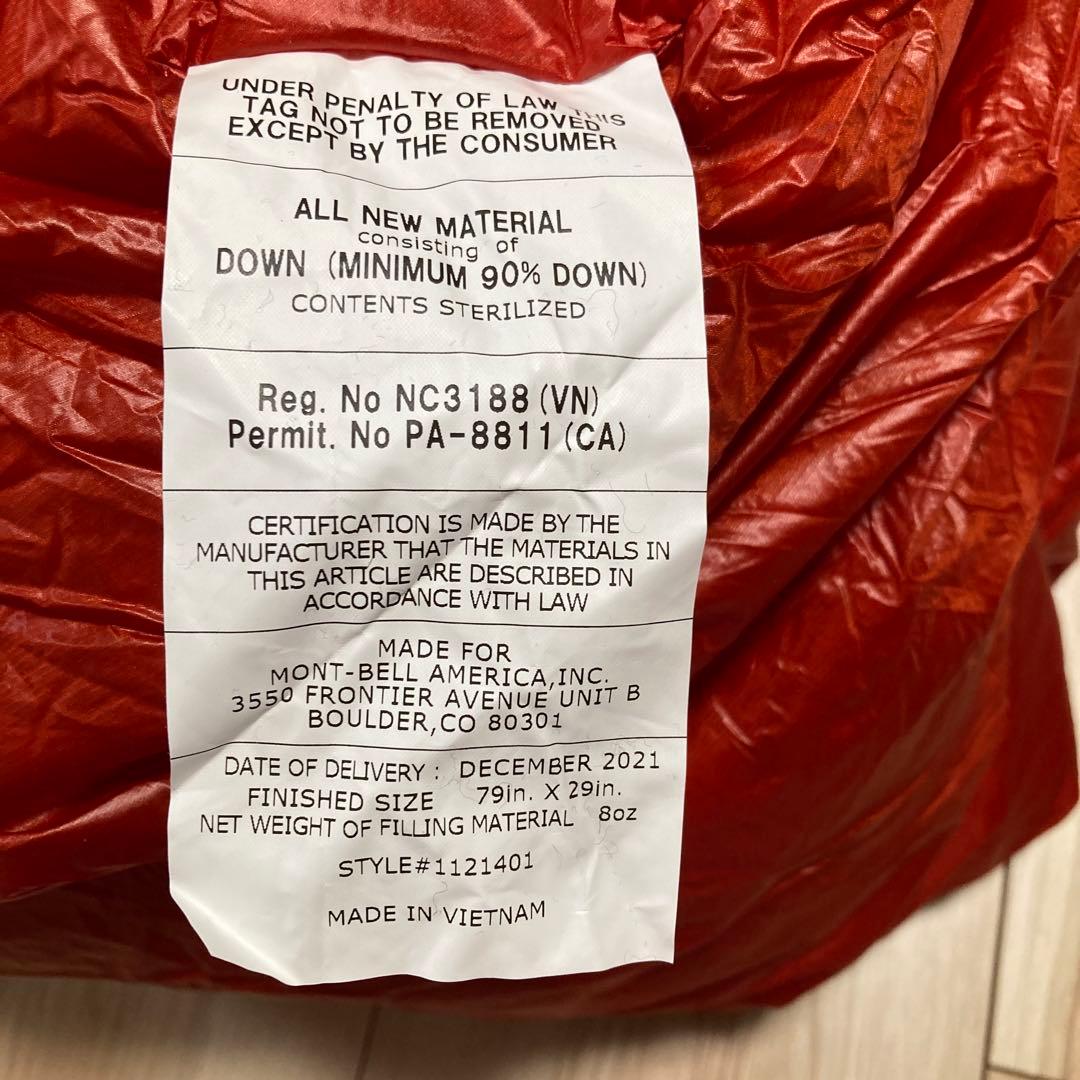 UNDER PENALTY OF LAW THIS
TAG NOT TO BE REMOVED
EXCEPT BY THE CONSUMER
ALL NEW MATERIAL
consisting of
DOWN (MINIMUM 90% DOWN)
CONTENTS STERILIZED
Reg. No NC3188 (VN)
Permit. No PA-8811 (CA)
CERTIFICATION IS MADE BY THE
MANUFACTURER THAT THE MATERIALS IN
THIS ARTICLE ARE DESCRIBED IN
ACCORDANCE WITH LAW
MADE FOR
MONT-BELL AMERICA,INC.
3550 FRONTIER AVENUE UNIT B
BOULDER,CO 80301
DATE OF DELIVERY : DECEMBER 2021
FINISHED SIZE 79in. X 29in.
NET WEIGHT OF FILLING MATERIAL 8oz
STYLE#1121401
MADE IN VIETNAM